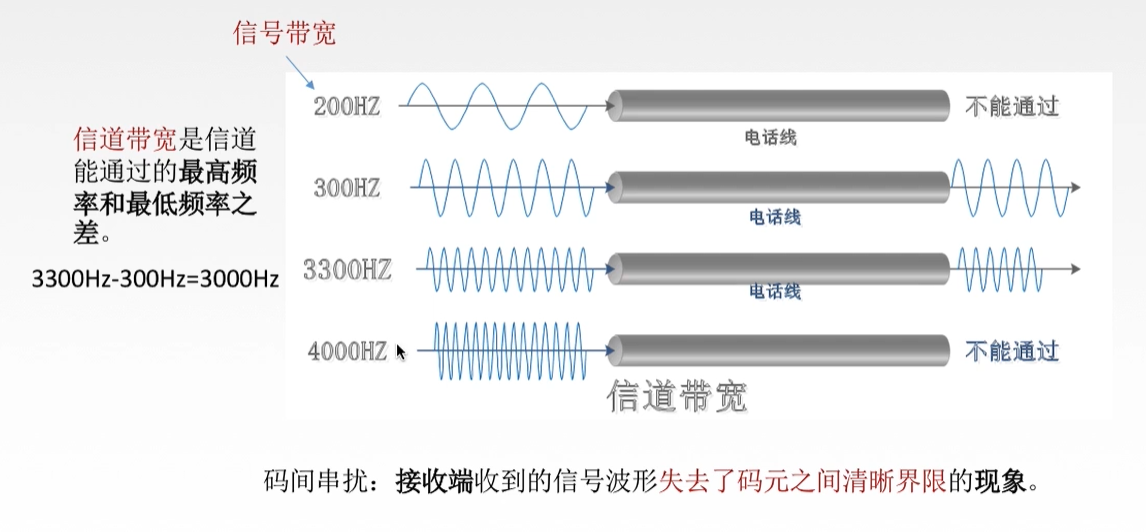 信号带宽
200HZ
不能通过
电话线
信道带宽是信道
能通过的最高频
率和最低频率之
差。
3300Hz-300Hz=3000Hz
300HZ
电话线
3300HZ
电话线
4000HZ
不能通过
信道带宽
码间串扰：接收端收到的信号波形失去了码元之间清晰界限的现象。